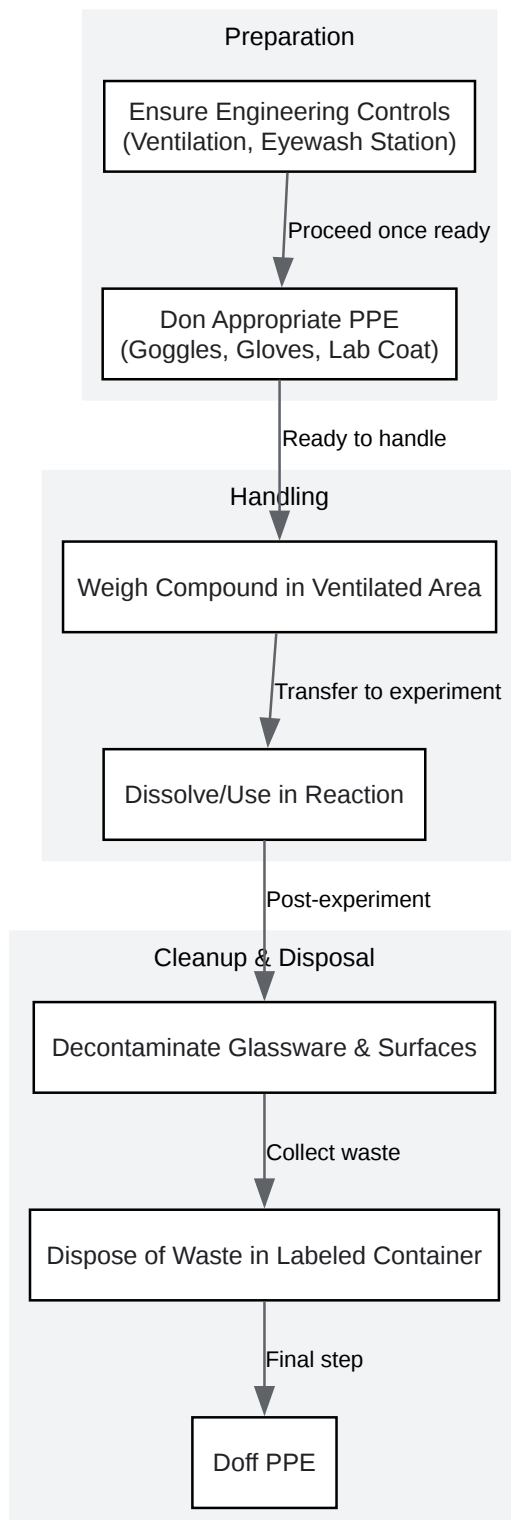 Preparation
Ensure Engineering Controls
(Ventilation, Eyewash Station)
Proceed once ready
Don Appropriate PPE
(Goggles, Gloves, Lab Coat)
Ready to handle
Handling
Weigh Compound in Ventilated Area
Transfer to experiment
Dissolve/Use in Reaction
Post-experiment
Cleanup & Disposal
Decontaminate Glassware & Surfaces
Collect waste
Dispose of Waste in Labeled Container
Final step
Doff PPE